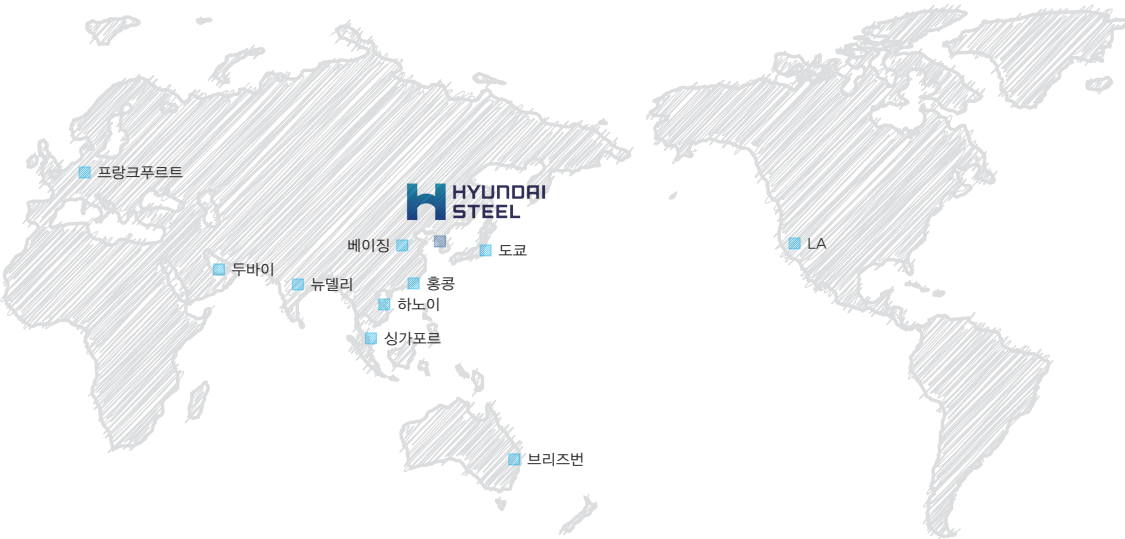 프랑크푸르트
HYUNDAI
STEEL
베이징
도쿄
LA
두바이
뉴델리
홍콩
하노이
싱가포르
브리즈번